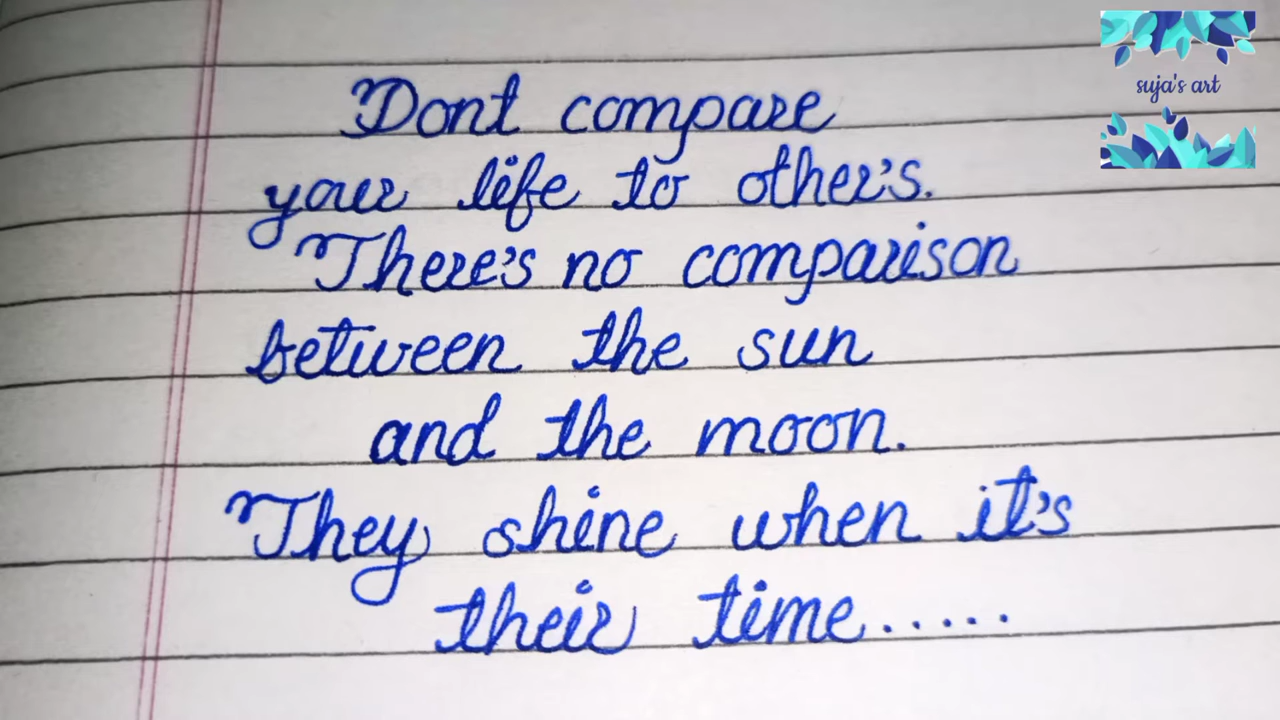 Dont compare
your life to other's.
There's no comparison
between the sun
and the moon.
They shine when it's
their time.....
suja's art